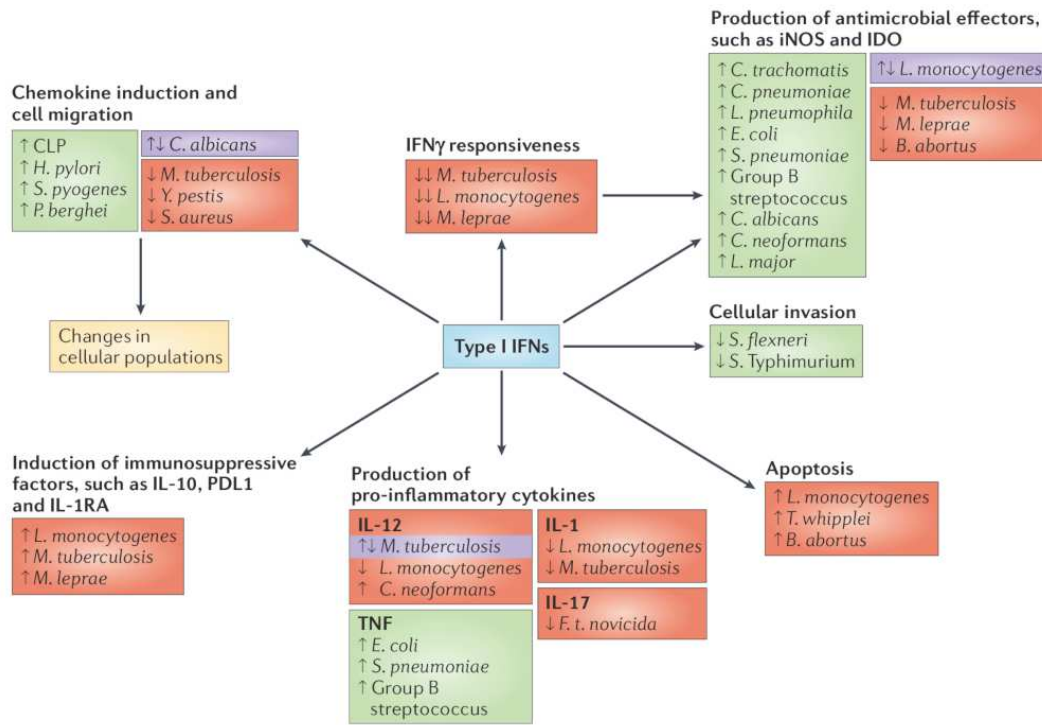 Production of antimicrobial effectors,
such as iNOS and IDO
↑ C. trachomatis
↑ C. pneumoniae
↑ L. pneumophila
↑ E. coli
↑ S. pneumoniae
↑ Group B
streptococcus
↑ C. albicans
↑ C. neoformans
↑ L. major
↑↓ L. monocytogenes
↓ M. tuberculosis
↓ M. leprae
↓ B. abortus
Chemokine induction and
cell migration
↑ CLP
↑ H. pylori
↑ S. pyogenes
↑ P. berghei
↑↓ C. albicans
↓ M. tuberculosis
↓ Y. pestis
↓ S. aureus
IFNγ responsiveness
↓↓ M. tuberculosis
↓↓ L. monocytogenes
↓↓ M. leprae
Changes in
cellular populations
Type I IFNs
Cellular invasion
↓ S. flexneri
↓ S. Typhimurium
Induction of immunosuppressive
factors, such as IL-10, PDL1
and IL-1RA
↑ L. monocytogenes
↑ M. tuberculosis
↑ M. leprae
Production of
pro-inflammatory cytokines
IL-12
↑↓ M. tuberculosis
↓ L. monocytogenes
↑ C. neoformans
IL-1
↓ L. monocytogenes
↓ M. tuberculosis
IL-17
↓ F. t. novicida
TNF
↑ E. coli
↑ S. pneumoniae
↑ Group B
streptococcus
Apoptosis
↑ L. monocytogenes
↑ T. whipplei
↑ B. abortus